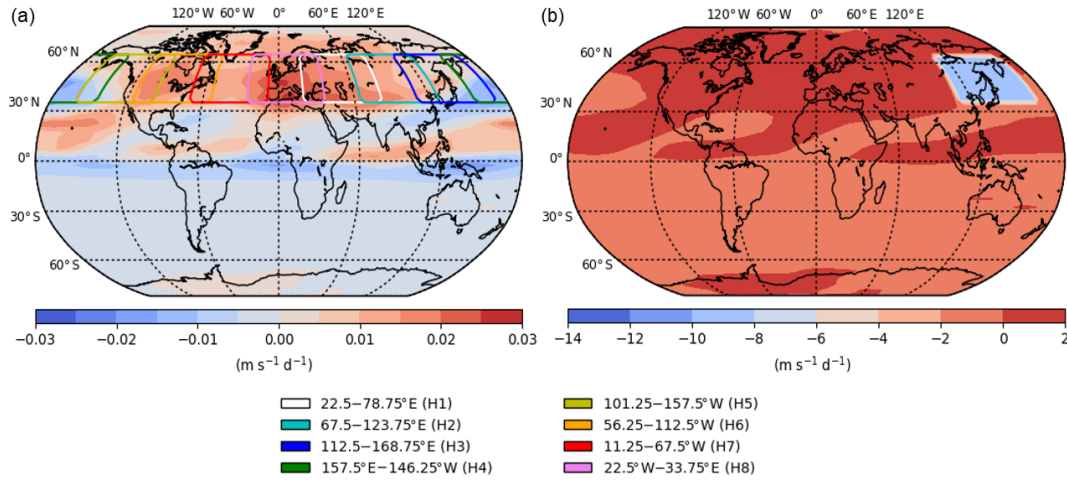 (a)
120°W 60°W 0° 60°E 120°E
60°N
30°N
0°
30°S
60°S
−0.03 −0.02 −0.01 0.00 0.01 0.02 0.03
(m s⁻¹ d⁻¹)
(b)
120°W 60°W 0° 60°E 120°E
60°N
30°N
0°
30°S
60°S
−14 −12 −10 −8 −6 −4 −2 0 2
(m s⁻¹ d⁻¹)
22.5−78.75°E (H1)
67.5−123.75°E (H2)
112.5−168.75°E (H3)
157.5°E−146.25°W (H4)
101.25−157.5°W (H5)
56.25−112.5°W (H6)
11.25−67.5°W (H7)
22.5°W−33.75°E (H8)